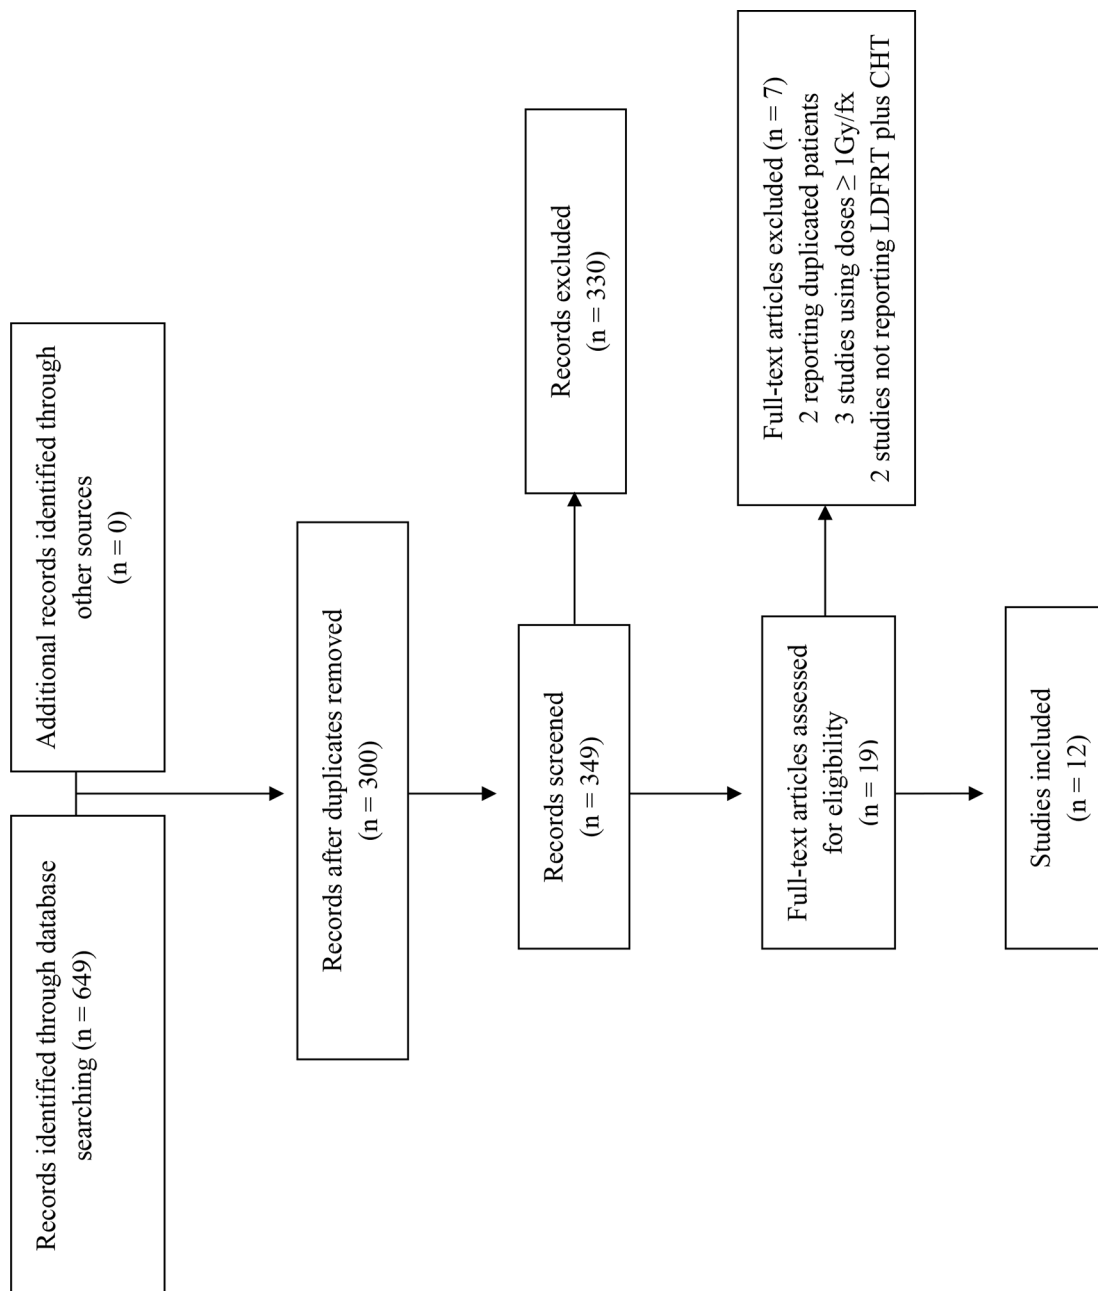 Records identified through database
searching (n = 649)
Additional records identified through
other sources
(n = 0)
Records after duplicates removed
(n = 300)
Records screened
(n = 349)
Records excluded
(n = 330)
Full-text articles assessed
for eligibility
(n = 19)
Full-text articles excluded (n = 7)
2 reporting duplicated patients
3 studies using doses ≥ 1Gy/fx
2 studies not reporting LDFRT plus CHT
Studies included
(n = 12)